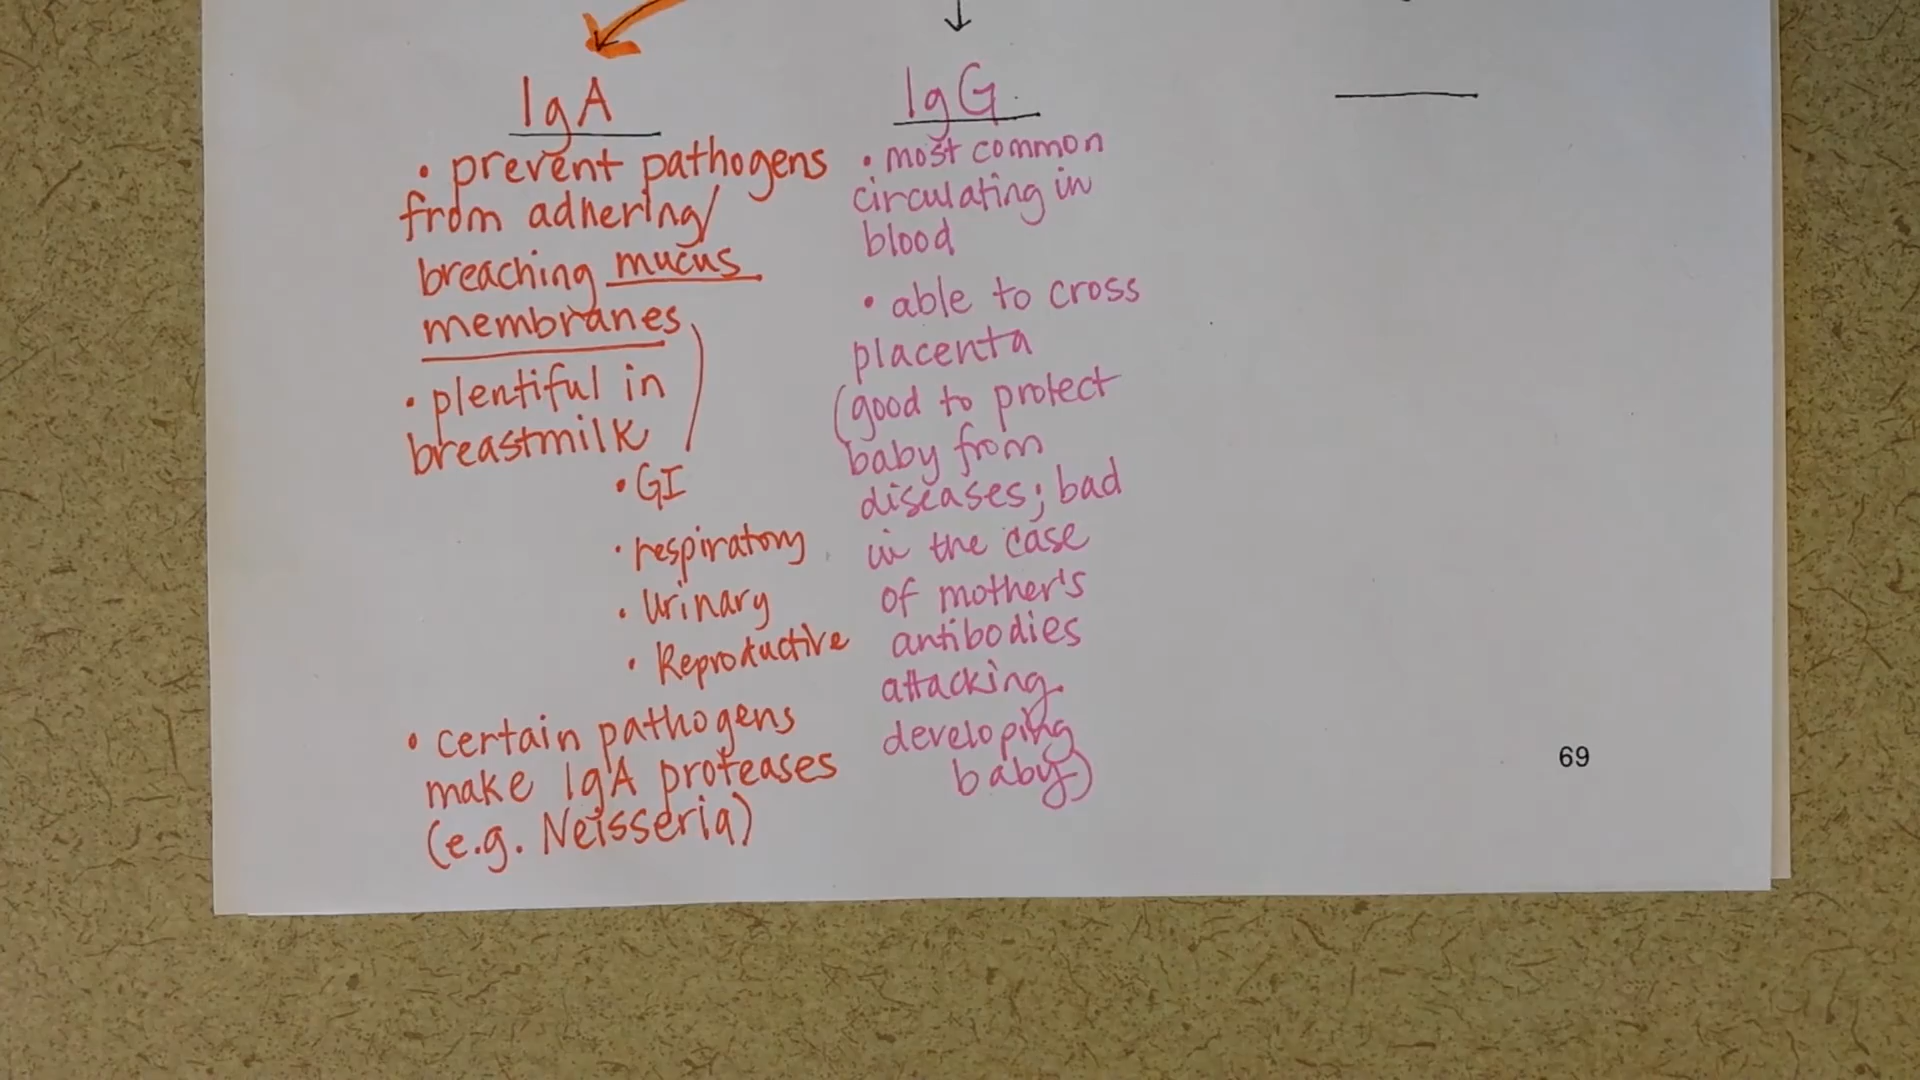 IgA
• prevent pathogens
from adhering/
breaching mucus
membranes
• plentiful in
breastmilk
• GI
• respiratory
• Urinary
• Reproductive
• certain pathogens
make IgA proteases
(e.g. Neisseria)
IgG
• most common
circulating in
blood
• able to cross
placenta
(good to protect
baby from
diseases; bad
in the case
of mother's
antibodies
attacking
developing
baby)
69